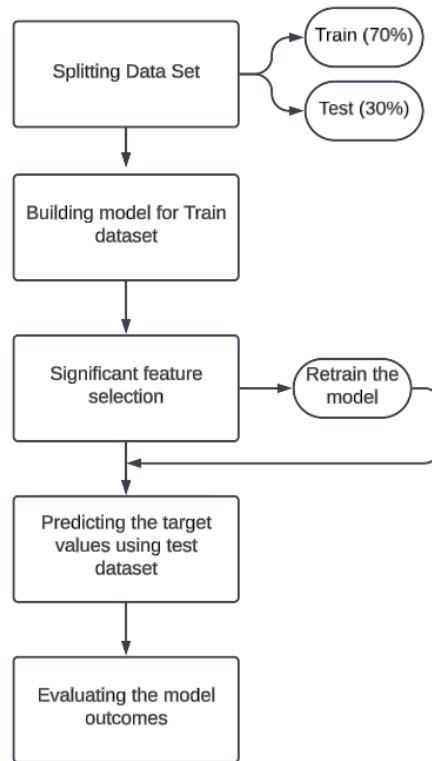 Splitting Data Set
Train (70%)
Test (30%)
Building model for Train
dataset
Significant feature
selection
Retrain the
model
Predicting the target
values using test
dataset
Evaluating the model
outcomes